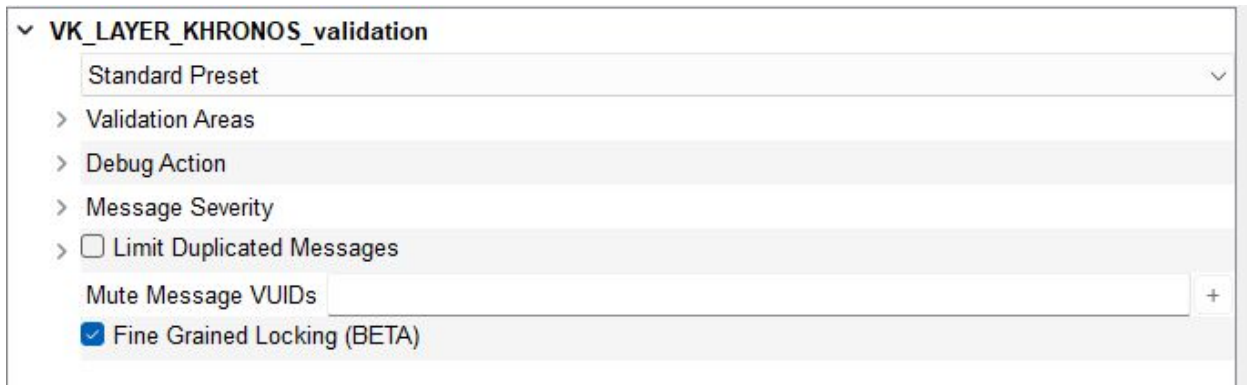 VK_LAYER_KHRONOS_validation
Standard Preset
Validation Areas
Debug Action
Message Severity
Limit Duplicated Messages
Mute Message VUIDs +
Fine Grained Locking (BETA)